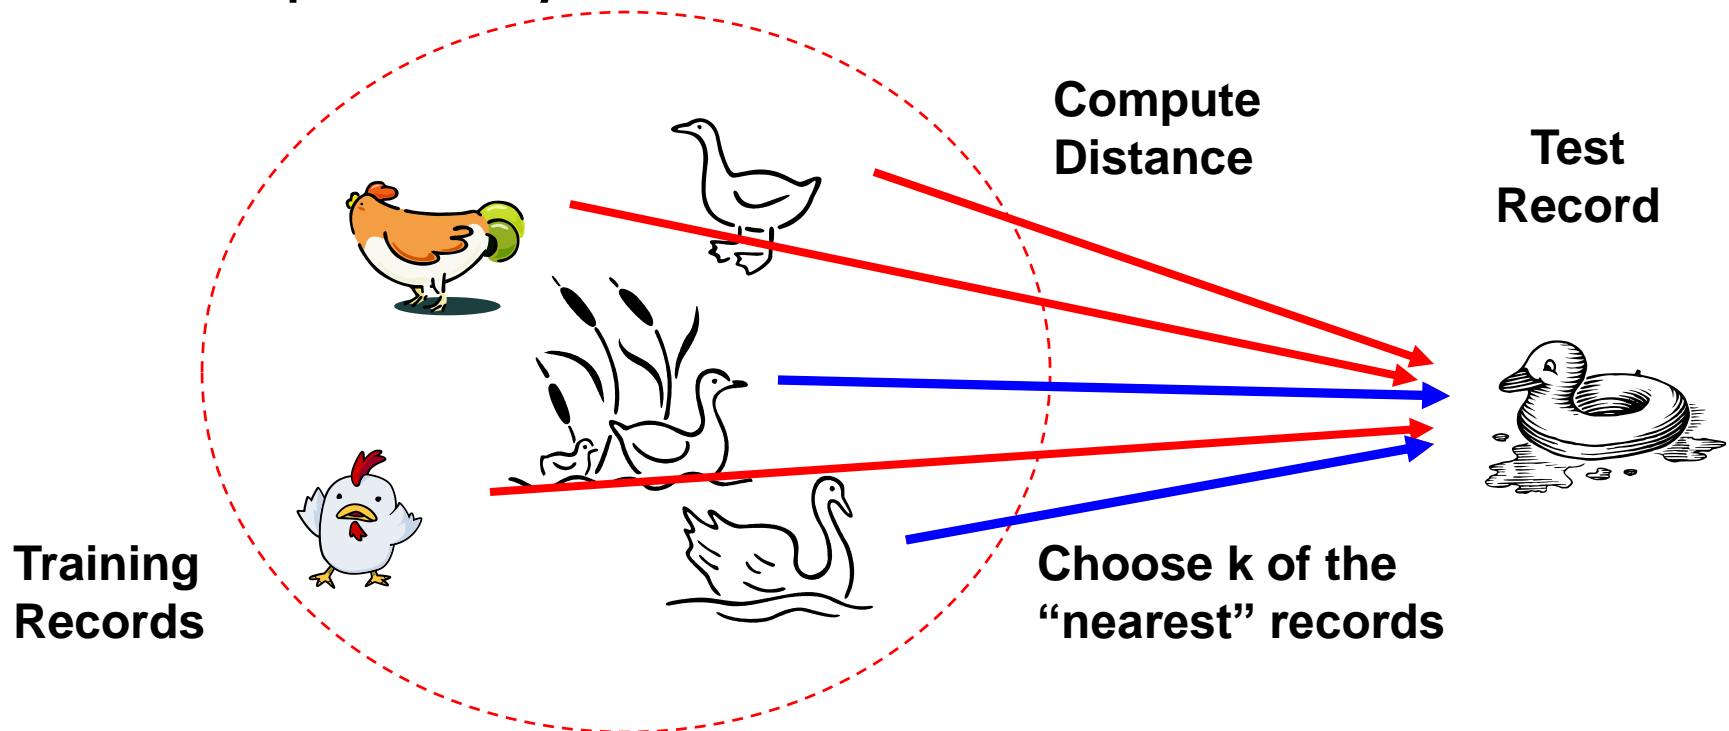 Compute
Distance
Test
Record
Training
Records
Choose k of the
“nearest” records